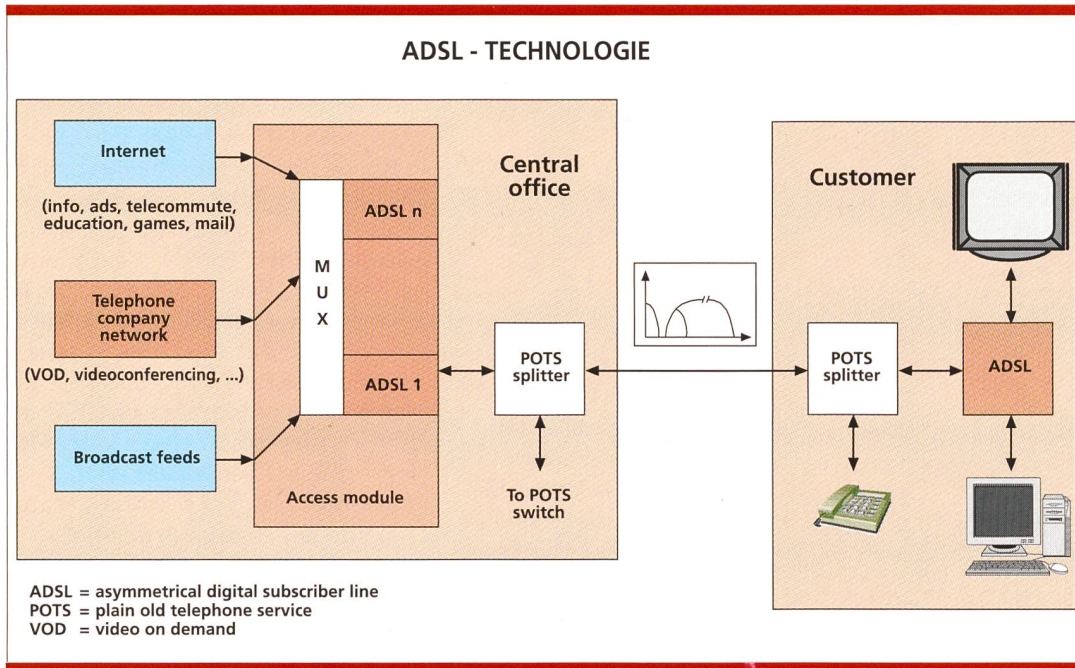 ADSL - TECHNOLOGIE
Internet
(info, ads, telecommute,
education, games, mail)
Telephone
company
network
(VOD, videoconferencing, ...)
Broadcast feeds
M
U
X
ADSL n
ADSL 1
Access module
Central
office
POTS
splitter
To POTS
switch
Customer
POTS
splitter
ADSL
ADSL = asymmetrical digital subscriber line
POTS = plain old telephone service
VOD = video on demand